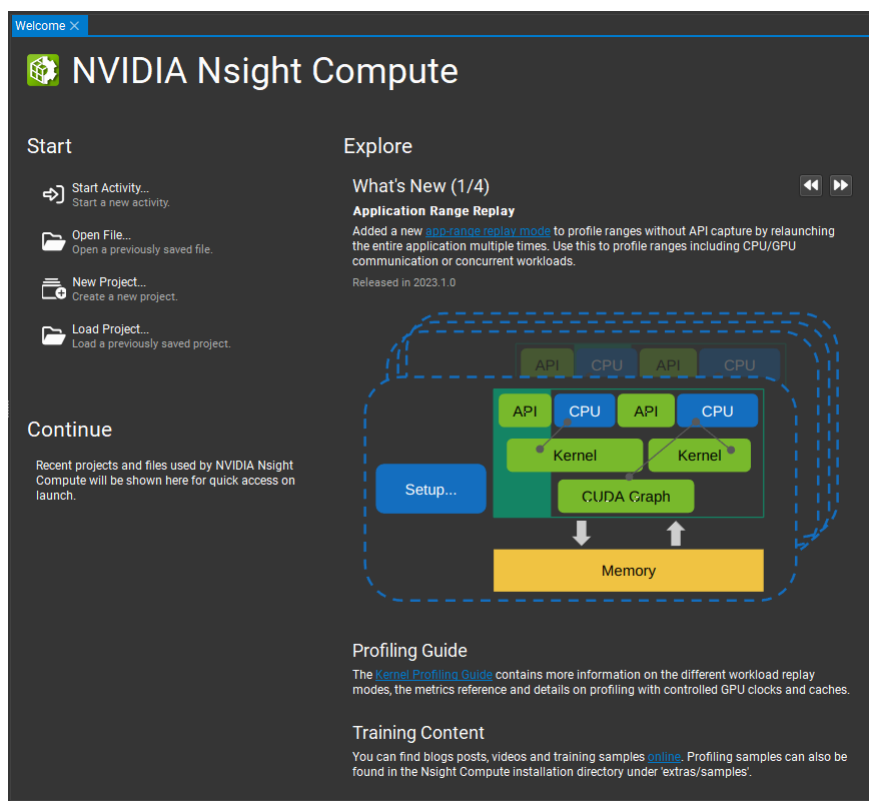 Welcome
NVIDIA Nsight Compute
Start
Start Activity...
Start a new activity.
Open File...
Open a previously saved file.
New Project...
Create a new project.
Load Project...
Load a previously saved project.
Continue
Recent projects and files used by NVIDIA Nsight
Compute will be shown here for quick access on
launch.
Explore
What's New (1/4)
Application Range Replay
Added a new app-range replay mode to profile ranges without API capture by relaunching
the entire application multiple times. Use this to profile ranges including CPU/GPU
communication or concurrent workloads.
Released in 2023.1.0
API CPU API CPU
API CPU API CPU
Kernel Kernel
Setup...
CUDA Graph
Memory
Profiling Guide
The Kernel Profiling Guide contains more information on the different workload replay
modes, the metrics reference and details on profiling with controlled GPU clocks and caches.
Training Content
You can find blogs posts, videos and training samples online. Profiling samples can also be
found in the Nsight Compute installation directory under 'extras/samples'.